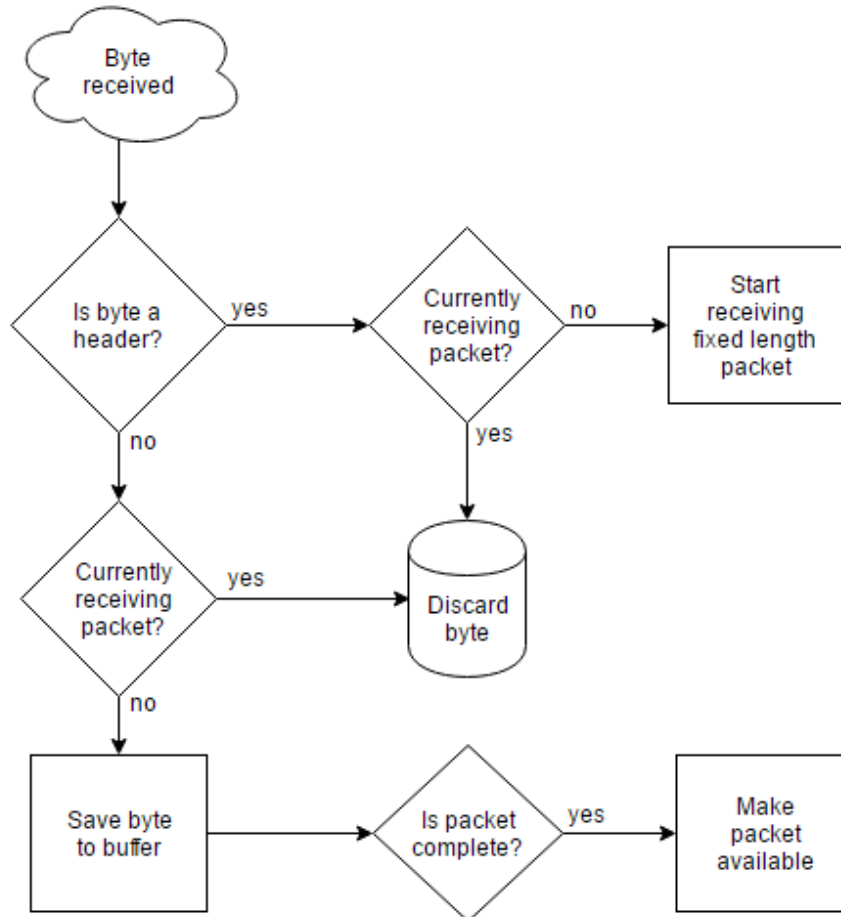 Byte
received
Is byte a
header?
yes
Currently
receiving
packet?
no
Start
receiving
fixed length
packet
no
yes
Currently
receiving
packet?
yes
Discard
byte
no
Save byte
to buffer
Is packet
complete?
yes
Make
packet
available